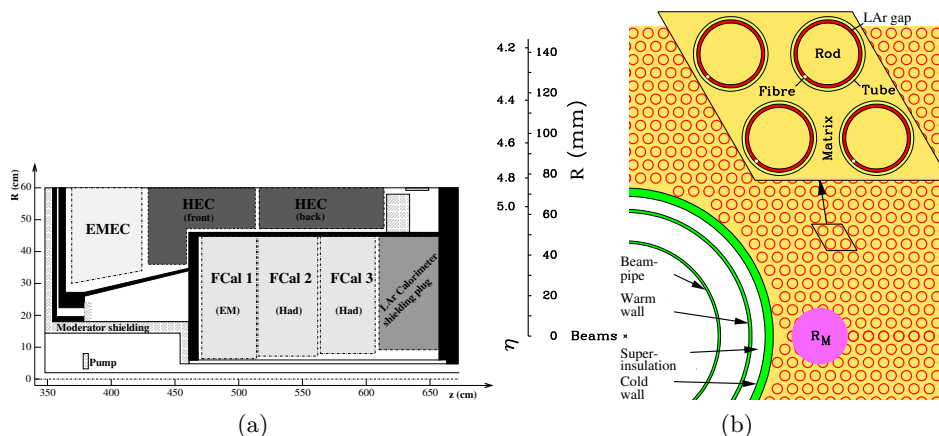 R (cm)
60
50
40
30
20
10
0
EMEC
HEC
(front)
HEC
(back)
FCal 1
(EM)
FCal 2
(Had)
FCal 3
(Had)
LAr Calorimeter
shielding plug
Moderator shielding
Pump
350
400
450
500
550
600
650
z (cm)
(a)
η
4.2
4.4
4.6
4.8
5.0
R (mm)
140
120
100
80
60
40
20
0
LAr gap
Rod
Fibre
Tube
Matrix
Beam-
pipe
Warm
wall
Beams ×
Super-
insulation
Cold
wall
R_M
(b)